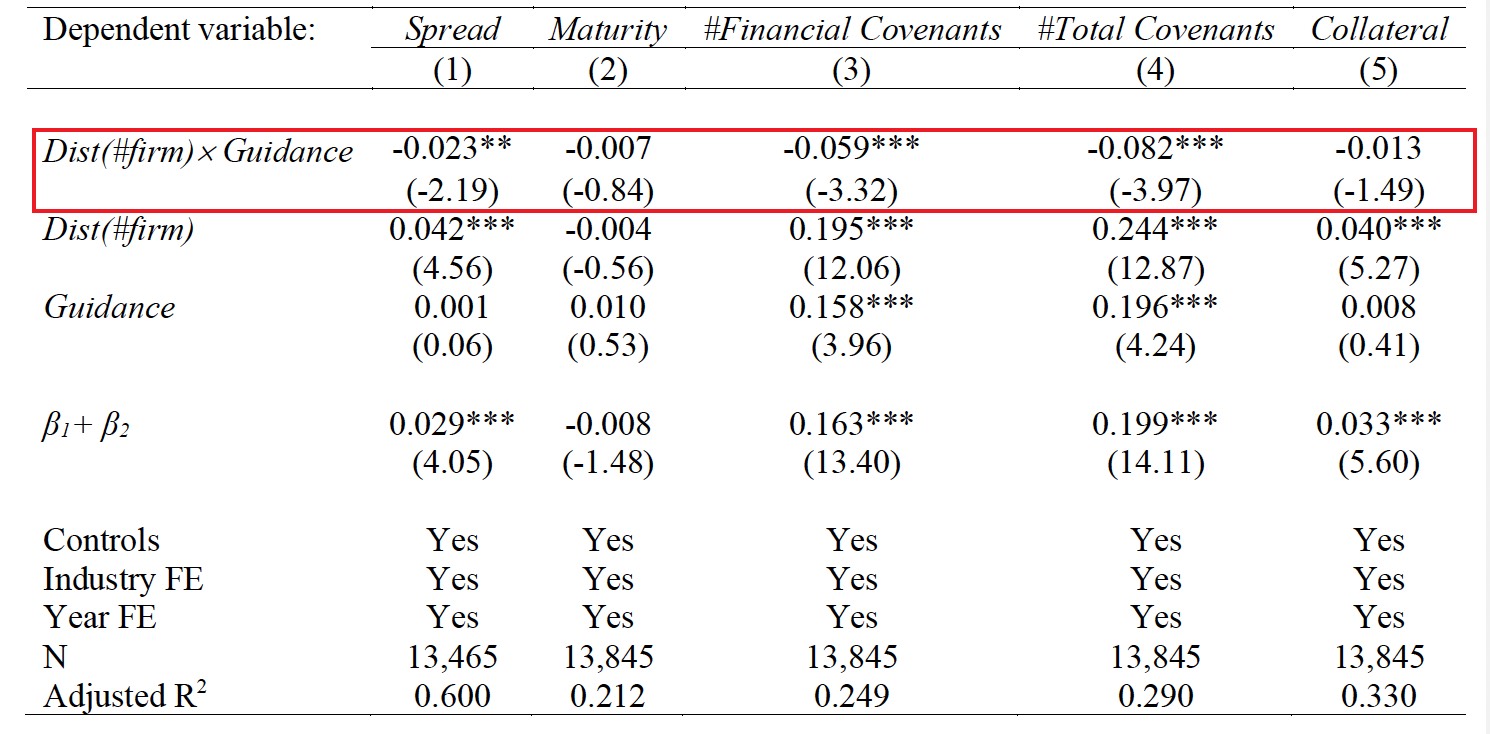 Dependent variable: Spread Maturity #Financial Covenants #Total Covenants Collateral
(1) (2) (3) (4) (5)
Dist(#firm) × Guidance -0.023** -0.007 -0.059*** -0.082*** -0.013
(-2.19) (-0.84) (-3.32) (-3.97) (-1.49)
Dist(#firm) 0.042*** -0.004 0.195*** 0.244*** 0.040***
(4.56) (-0.56) (12.06) (12.87) (5.27)
Guidance 0.001 0.010 0.158*** 0.196*** 0.008
(0.06) (0.53) (3.96) (4.24) (0.41)
β1+ β2 0.029*** -0.008 0.163*** 0.199*** 0.033***
(4.05) (-1.48) (13.40) (14.11) (5.60)
Controls Yes Yes Yes Yes Yes
Industry FE Yes Yes Yes Yes Yes
Year FE Yes Yes Yes Yes Yes
N 13,465 13,845 13,845 13,845 13,845
Adjusted R² 0.600 0.212 0.249 0.290 0.330